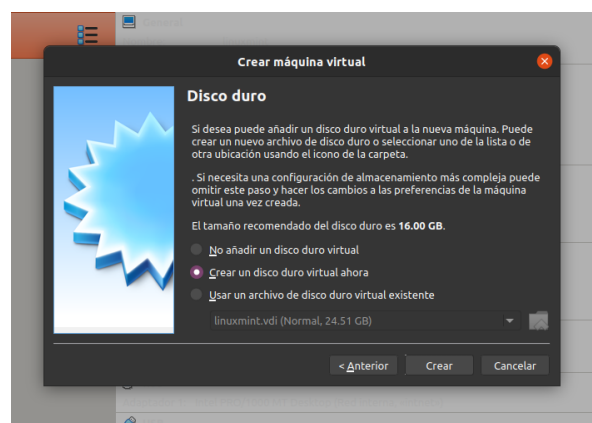 Crear máquina virtual
Disco duro
Si desea puede añadir un disco duro virtual a la nueva máquina. Puede
crear un nuevo archivo de disco duro o seleccionar uno de la lista o de
otra ubicación usando el icono de la carpeta.
. Si necesita una configuración de almacenamiento más compleja puede
omitir este paso y hacer los cambios a las preferencias de la máquina
virtual una vez creada.
El tamaño recomendado del disco duro es 16.00 GB.
No añadir un disco duro virtual
Crear un disco duro virtual ahora
Usar un archivo de disco duro virtual existente
linuxmint.vdi (Normal, 24.51 GB)
< Anterior Crear Cancelar